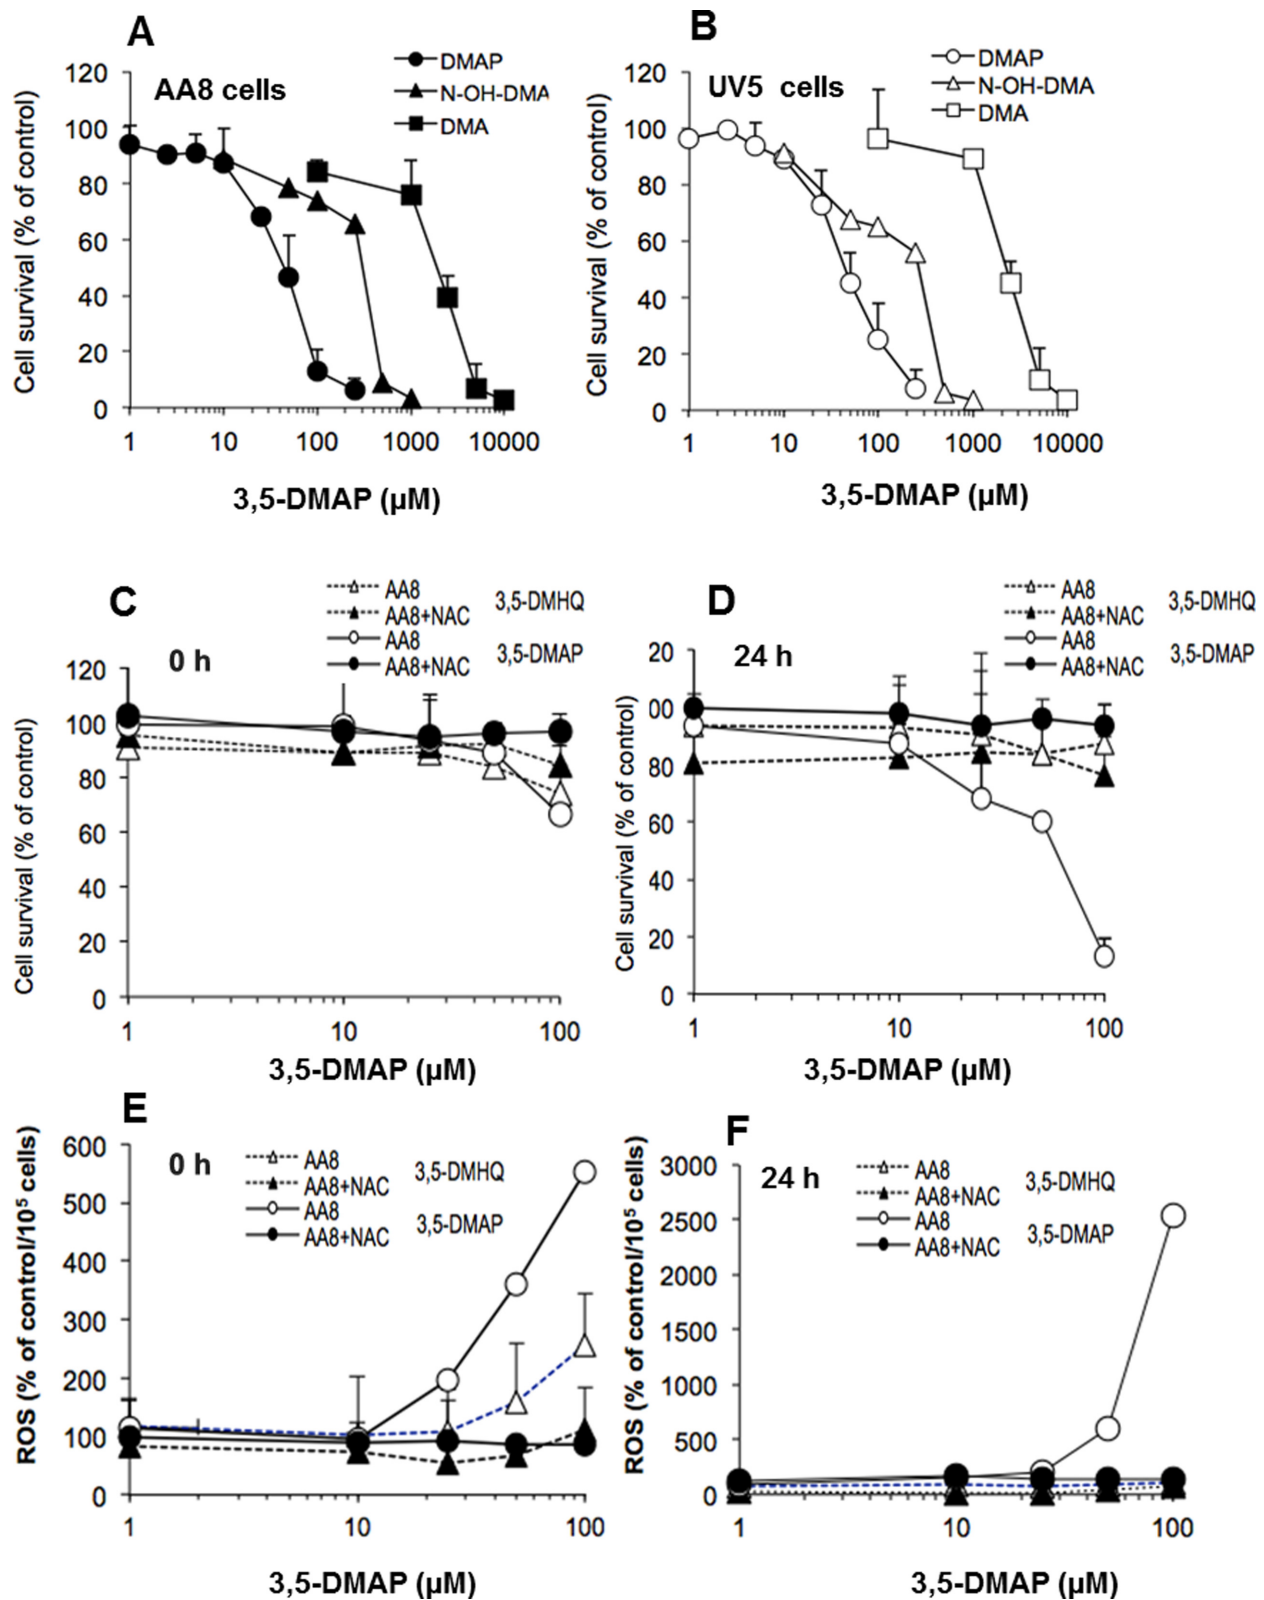 A
B
DMAP
N-OH-DMA
DMA
AA8 cells
DMAP
N-OH-DMA
DMA
UV5 cells
Cell survival (% of control)
120
100
80
60
40
20
0
1 10 100 1000 10000
3,5-DMAP (µM)
Cell survival (% of control)
120
100
80
60
40
20
0
1 10 100 1000 10000
3,5-DMAP (µM)
C
AA8
AA8+NAC
3,5-DMHQ
AA8
AA8+NAC
3,5-DMAP
0 h
Cell survival (% of control)
120
100
80
60
40
20
0
1 10 100
3,5-DMAP (µM)
D
AA8
AA8+NAC
3,5-DMHQ
AA8
AA8+NAC
3,5-DMAP
24 h
Cell survival (% of control)
20
00
80
60
40
20
0
1 10 100
3,5-DMAP (µM)
E
0 h
AA8
AA8+NAC
3,5-DMHQ
AA8
AA8+NAC
3,5-DMAP
ROS (% of control/10⁵ cells)
600
500
400
300
200
100
0
1 10 100
3,5-DMAP (µM)
F
24 h
AA8
AA8+NAC
3,5-DMHQ
AA8
AA8+NAC
3,5-DMAP
ROS (% of control/10⁵ cells)
3000
2500
2000
1500
1000
500
0
1 10 100
3,5-DMAP (µM)